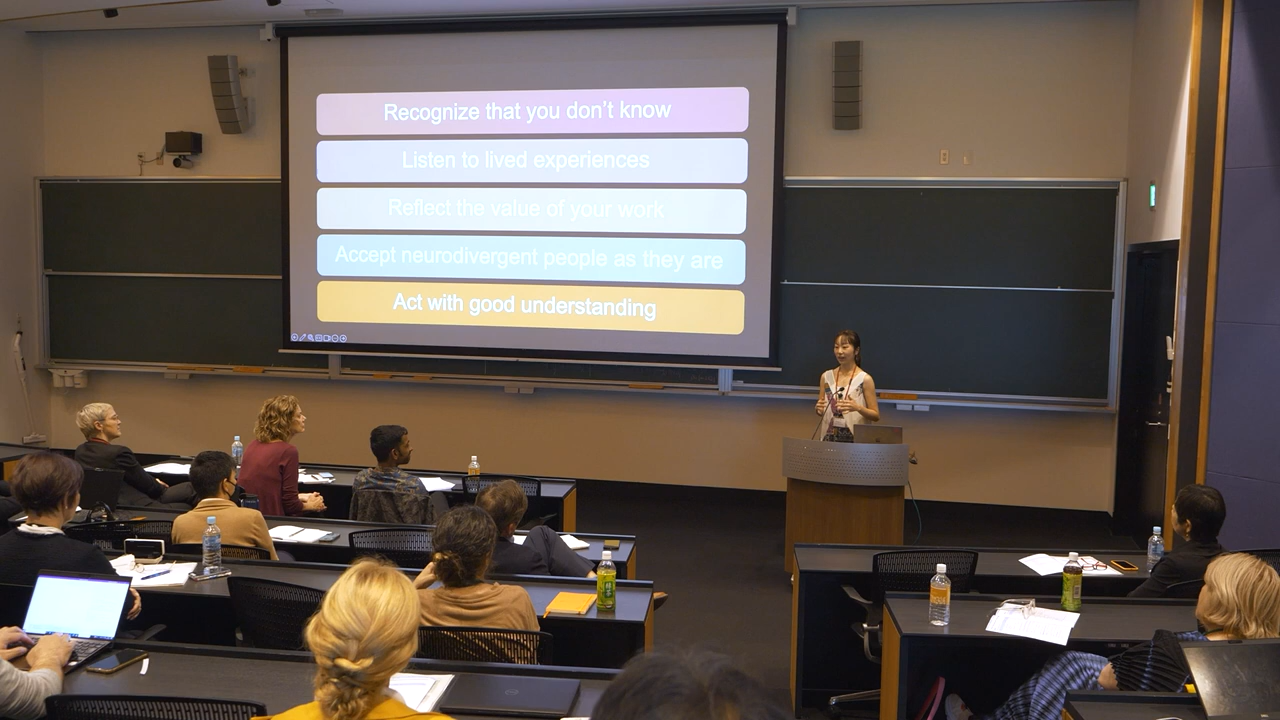 Recognize that you don't know
Listen to lived experiences
Reflect the value of your work
Accept neurodivergent people as they are
Act with good understanding